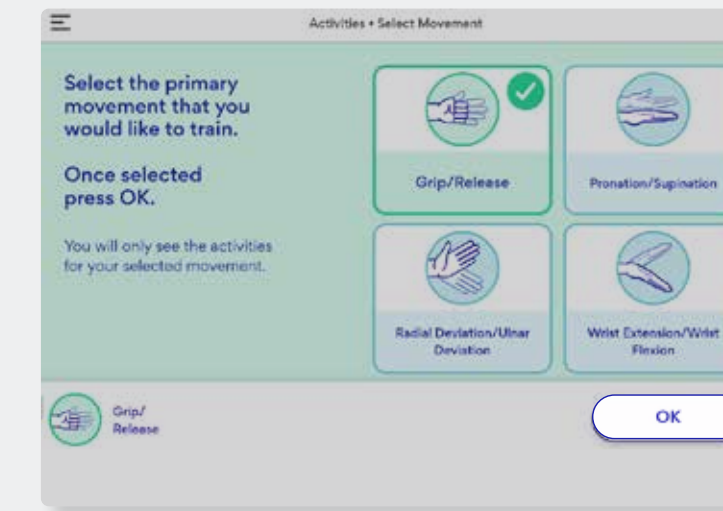 Activities • Select Movement
Select the primary
movement that you
would like to train.
Once selected
press OK.
You will only see the activities
for your selected movement.
Grip/Release
Pronation/Supination
Radial Deviation/Ulnar
Deviation
Wrist Extension/Wrist
Flexion
Grip/
Release
OK